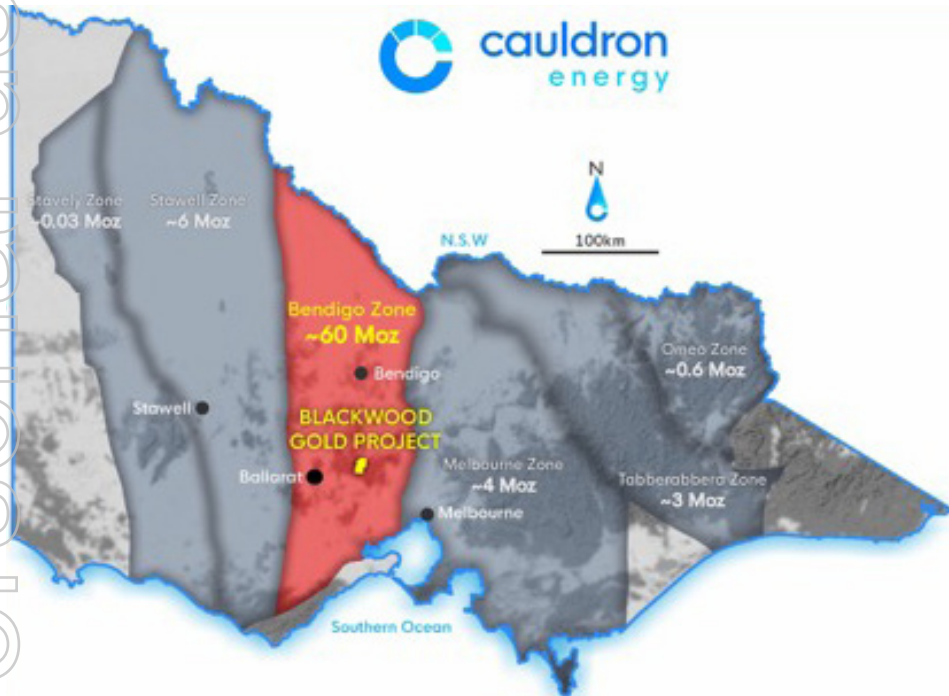 cauldron
energy
N
100km
N.S.W
Stavely Zone
~0.03 Moz
Stawell Zone
~6 Moz
Bendigo Zone
~60 Moz
Omeo Zone
~0.6 Moz
Bendigo
Stawell
BLACKWOOD
GOLD PROJECT
Ballarat
Melbourne Zone
~4 Moz
Tabberabbera Zone
~3 Moz
Melbourne
Southern Ocean